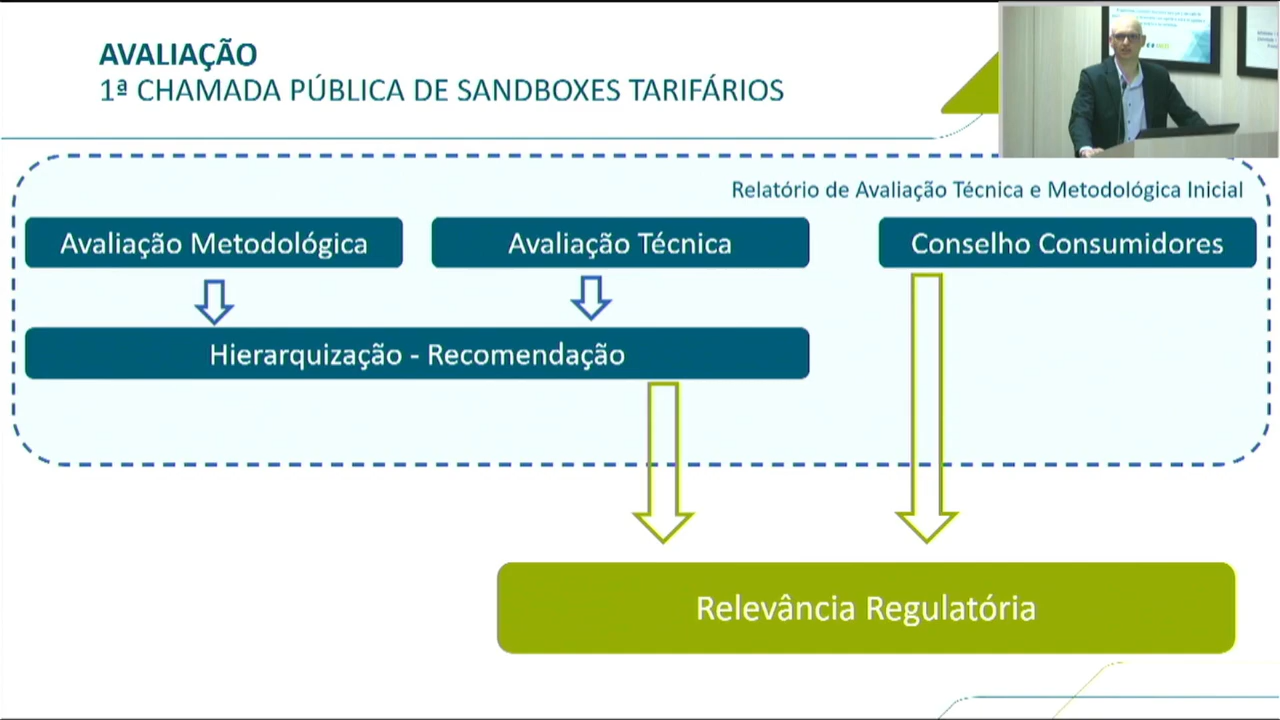 AVALIAÇÃO
1ª CHAMADA PÚBLICA DE SANDBOXES TARIFÁRIOS
Relatório de Avaliação Técnica e Metodológica Inicial
Avaliação Metodológica
Avaliação Técnica
Conselho Consumidores
Hierarquização - Recomendação
Relevância Regulatória